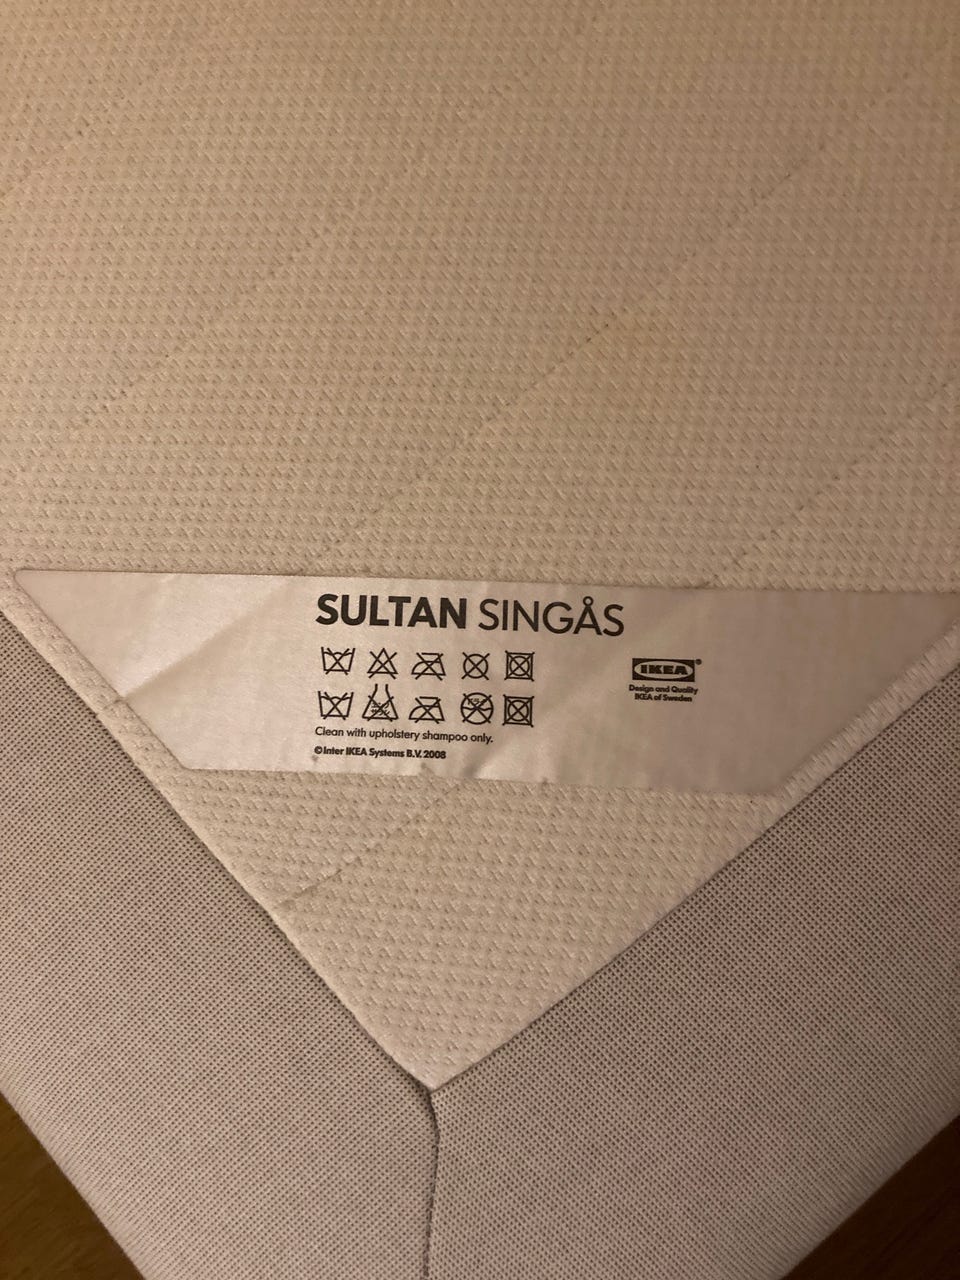 SULTAN SINGÅS
IKEA®
Design and Quality
IKEA of Sweden
Clean with upholstery shampoo only.
© Inter IKEA Systems B.V. 2008